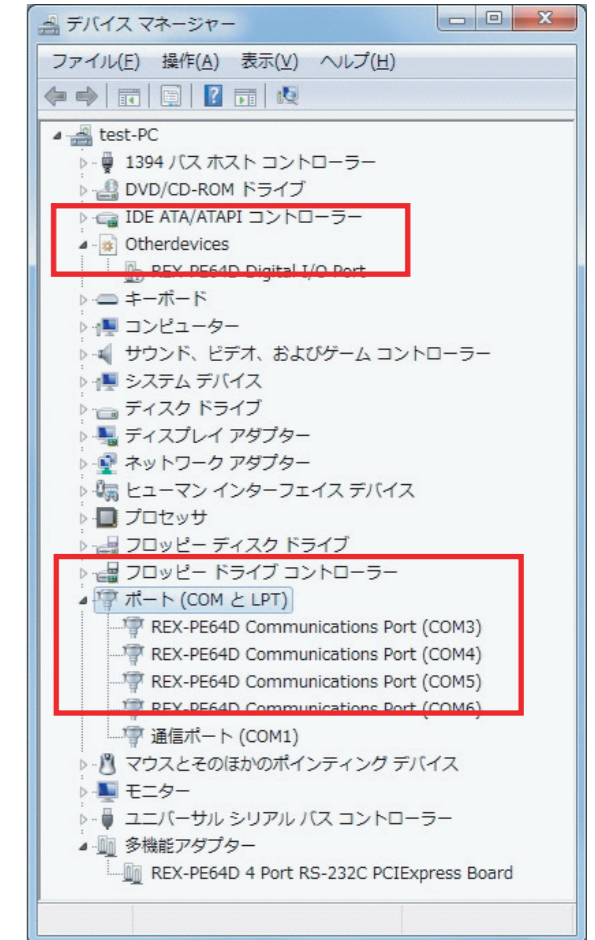 デバイス マネージャー
ファイル(F) 操作(A) 表示(V) ヘルプ(H)
test-PC
1394 バス ホスト コントローラー
DVD/CD-ROM ドライブ
IDE ATA/ATAPI コントローラー
Otherdevices
REX-PE64D Digital I/O Port
キーボード
コンピューター
サウンド、ビデオ、およびゲーム コントローラー
システム デバイス
ディスク ドライブ
ディスプレイ アダプター
ネットワーク アダプター
ヒューマン インターフェイス デバイス
プロセッサ
フロッピー ディスク ドライブ
フロッピー ドライブ コントローラー
ポート (COM と LPT)
REX-PE64D Communications Port (COM3)
REX-PE64D Communications Port (COM4)
REX-PE64D Communications Port (COM5)
REX-PE64D Communications Port (COM6)
通信ポート (COM1)
マウスとそのほかのポインティング デバイス
モニター
ユニバーサル シリアル バス コントローラー
多機能アダプター
REX-PE64D 4 Port RS-232C PCIExpress Board